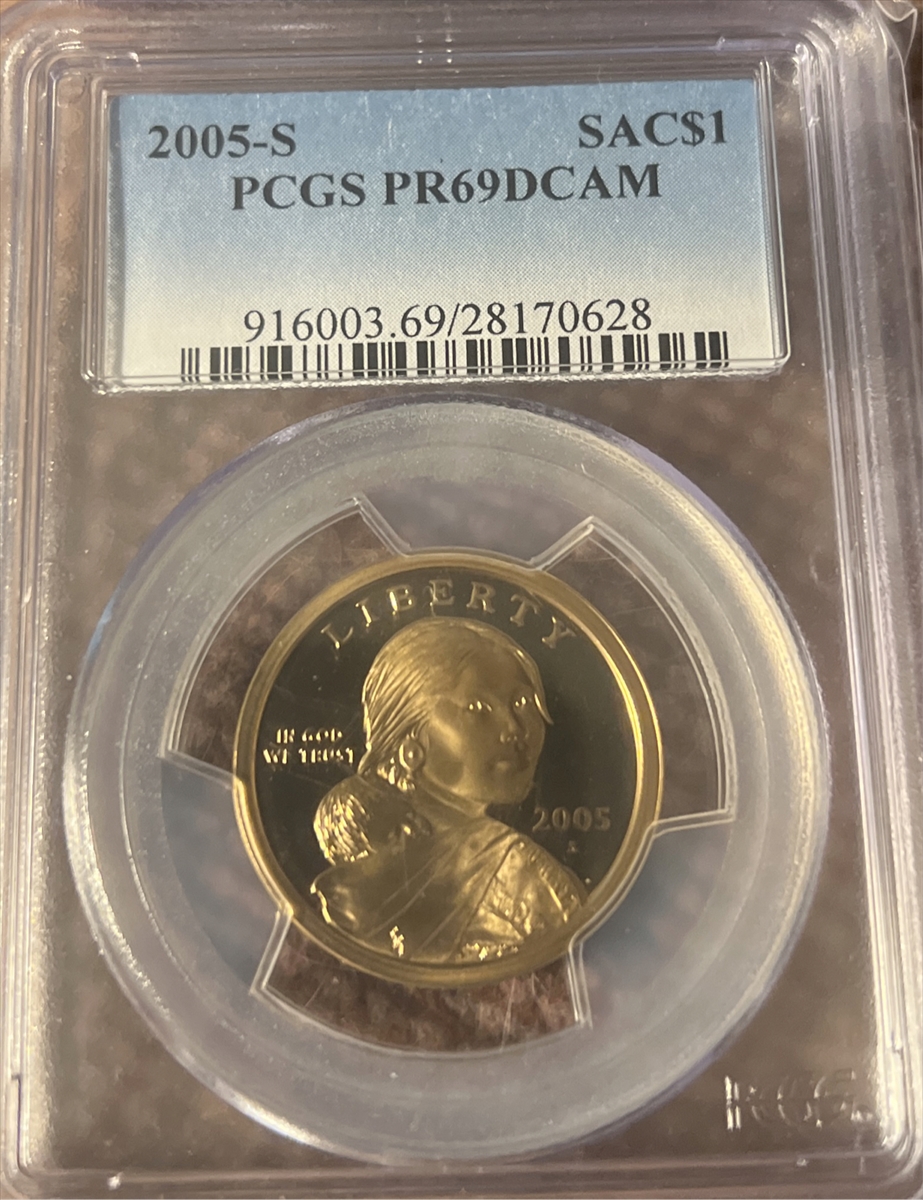 2005-S SAC$1
PCGS PR69DCAM
916003.69/28170628
LIBERTY
IN GOD
WE TRUST
2005
S
PCGS